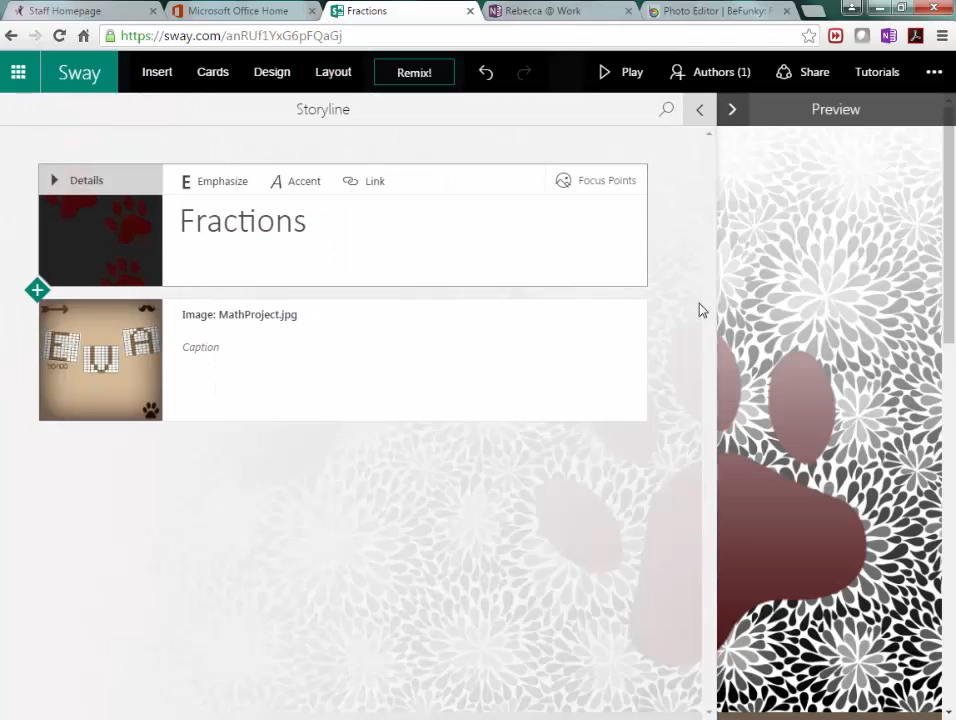 Staff Homepage
Microsoft Office Home
Fractions
Rebecca @ Work
Photo Editor | BeFunky: F
https://sway.com/anRUf1YxG6pFQaGj
Sway
Insert
Cards
Design
Layout
Remix!
Play
Authors (1)
Share
Tutorials
Storyline
Preview
Details
E Emphasize
A Accent
Link
Focus Points
Fractions
Image: MathProject.jpg
Caption
E U A